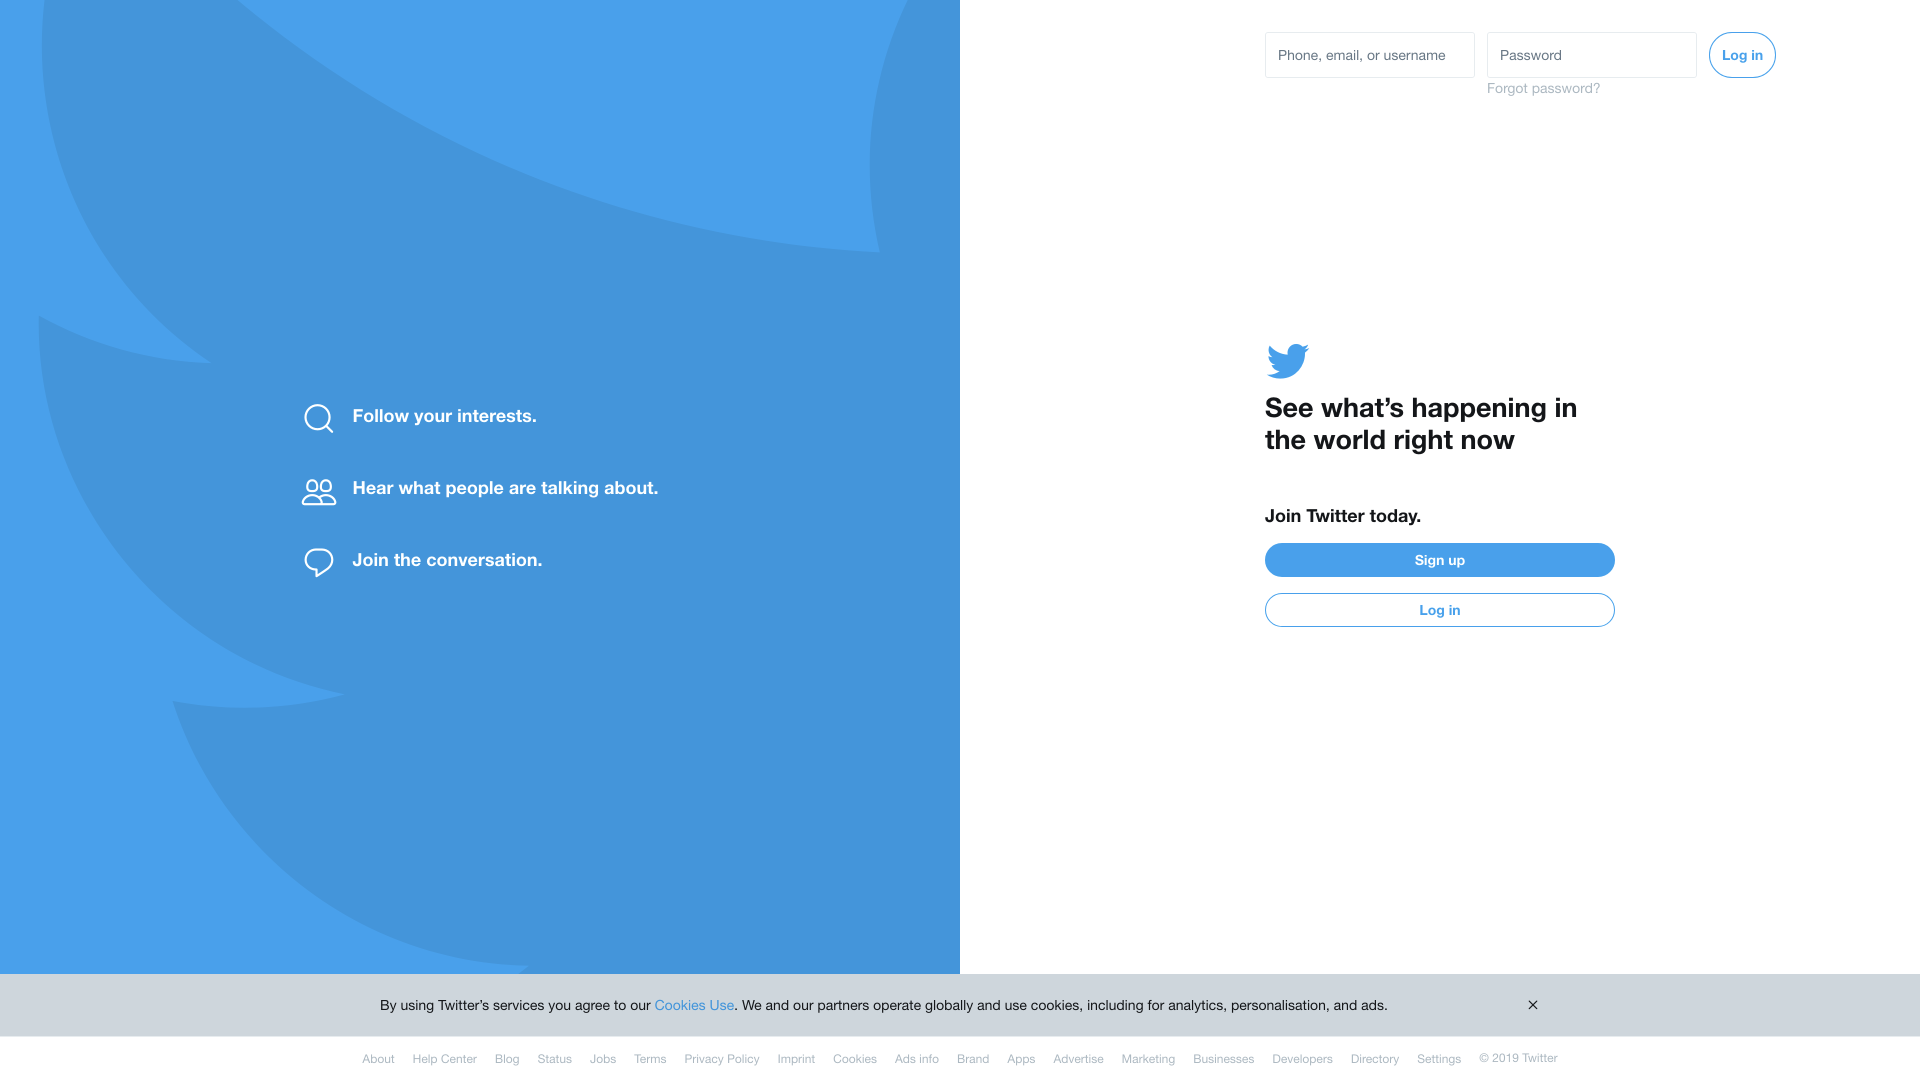 Phone, email, or username
Password
Log in
Forgot password?
Follow your interests.
Hear what people are talking about.
Join the conversation.
See what’s happening in
the world right now
Join Twitter today.
Sign up
Log in
By using Twitter’s services you agree to our Cookies Use. We and our partners operate globally and use cookies, including for analytics, personalisation, and ads.
About Help Center Blog Status Jobs Terms Privacy Policy Imprint Cookies Ads info Brand Apps Advertise Marketing Businesses Developers Directory Settings © 2019 Twitter